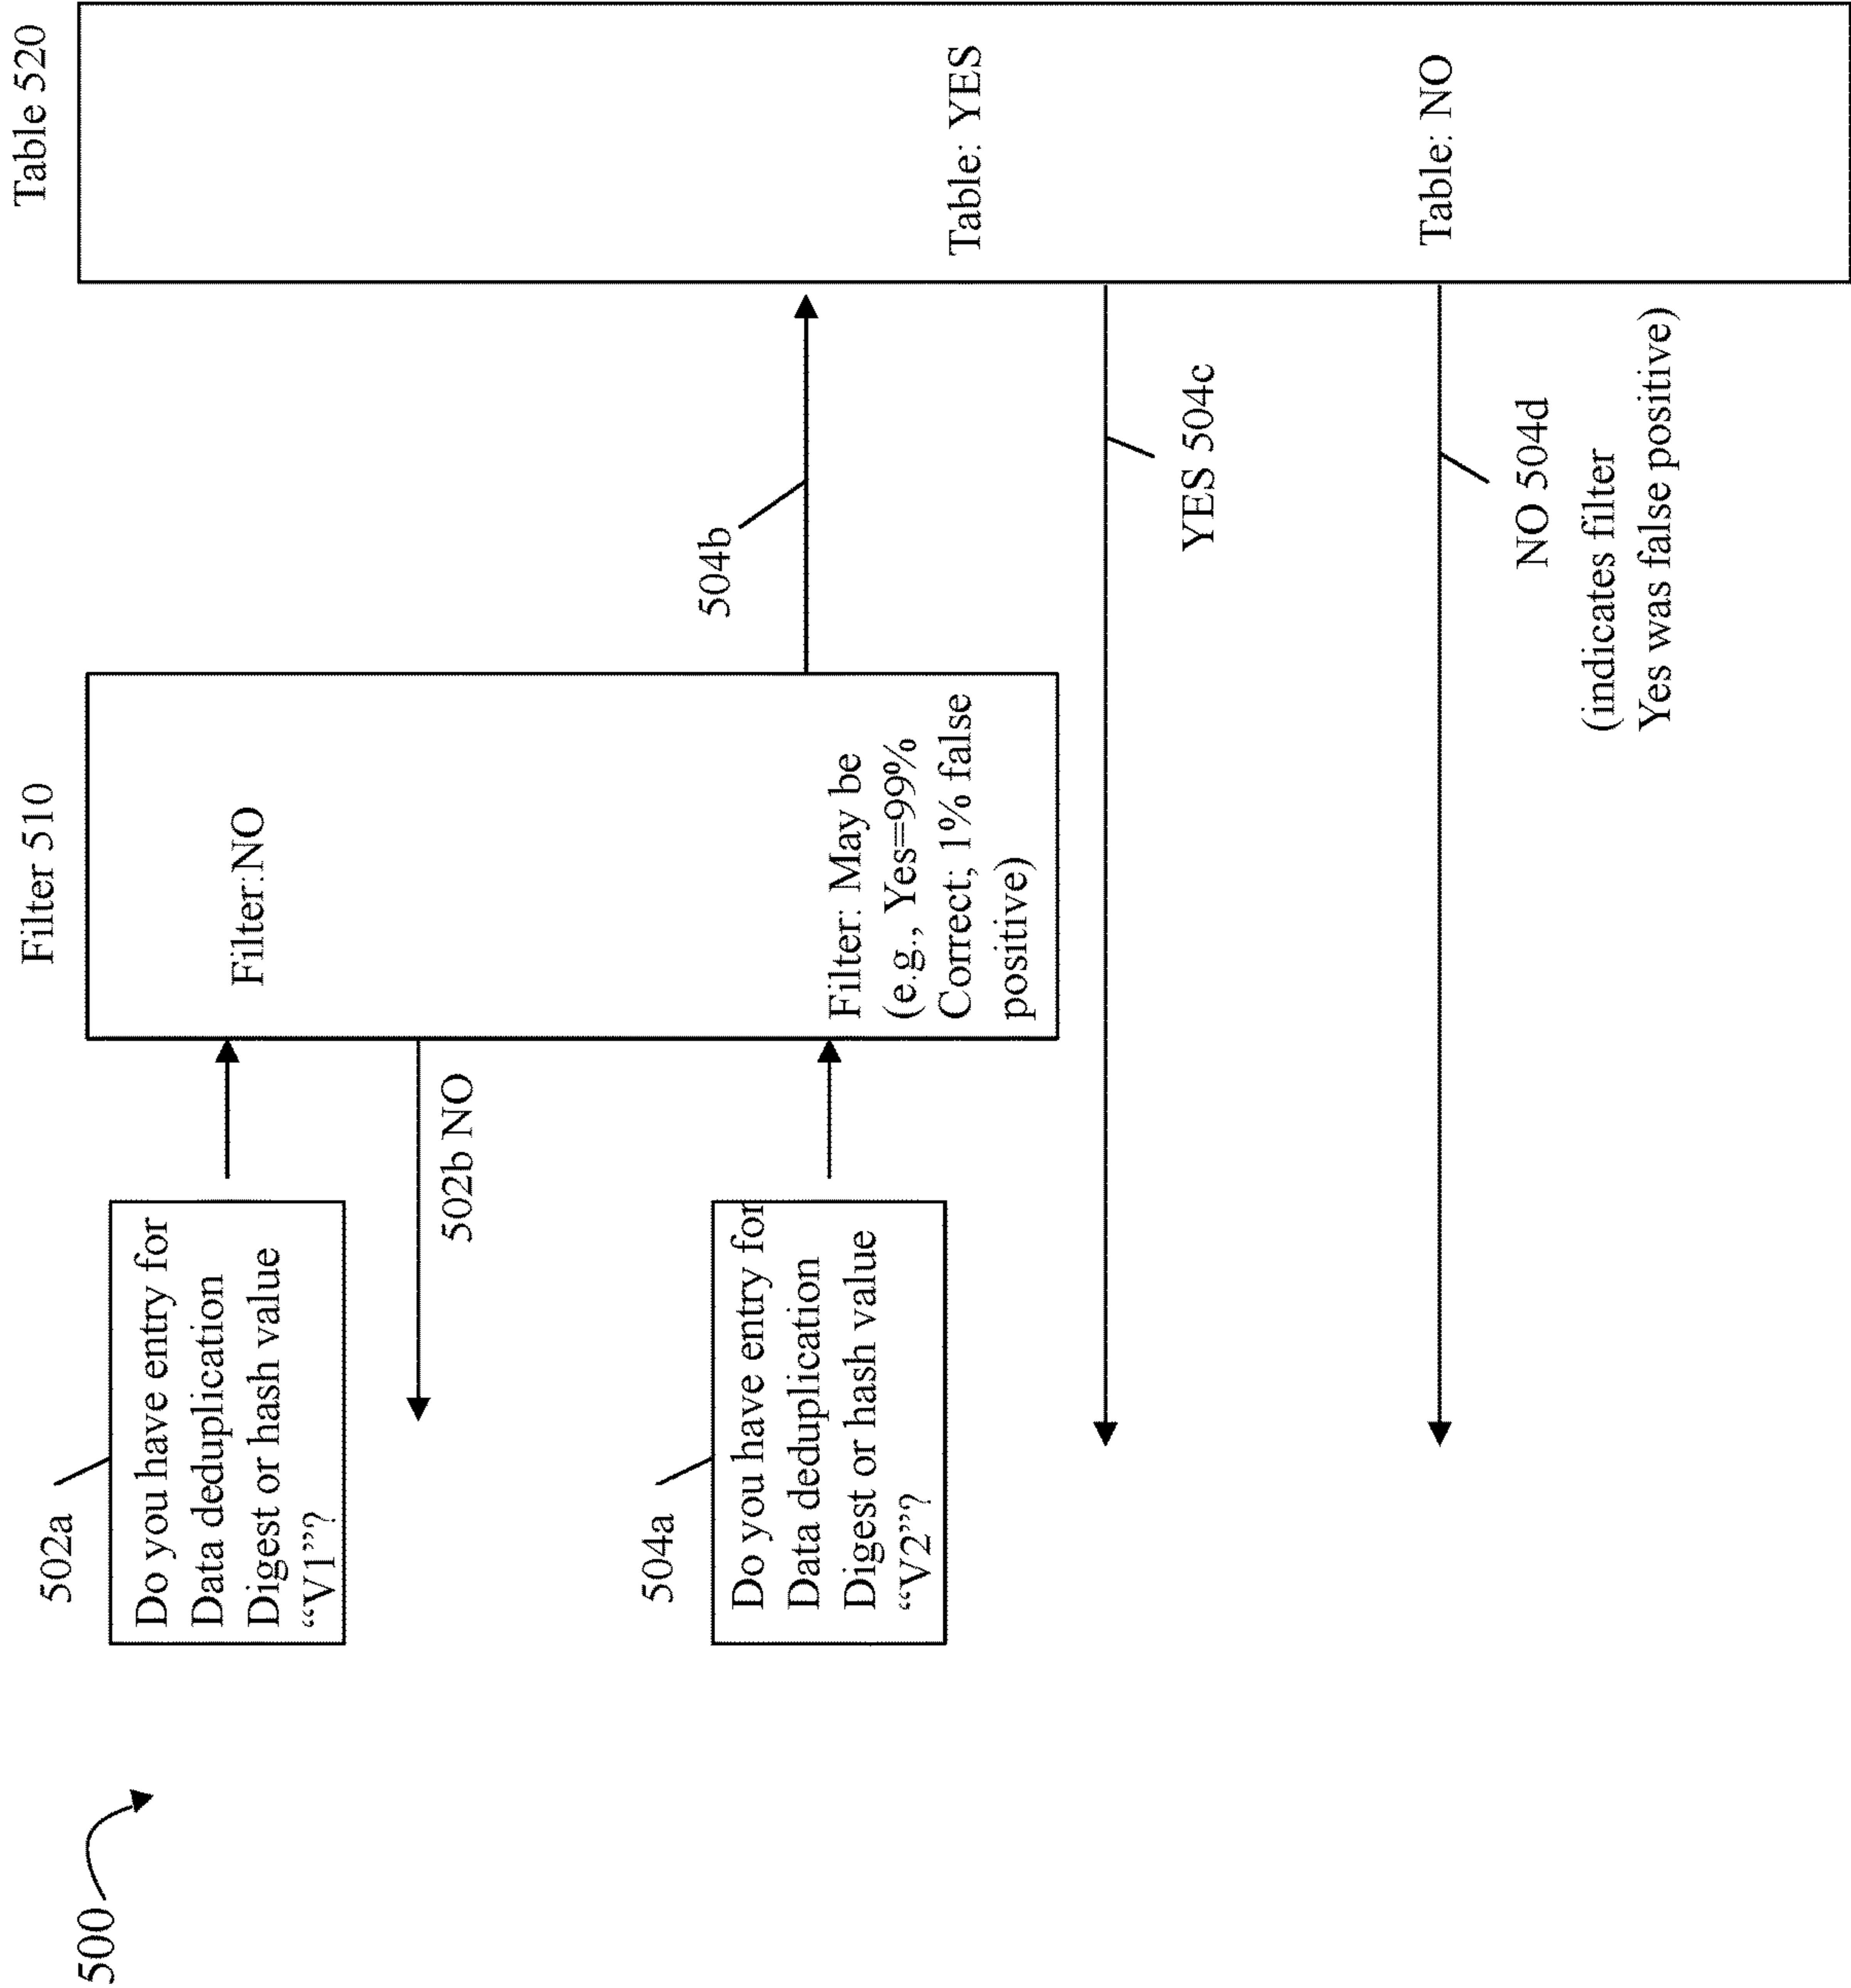 500
Filter 510
Table 520
502a
Do you have entry for
Data deduplication
Digest or hash value
“V1”?
Filter:NO
502b NO
504a
Do you have entry for
Data deduplication
Digest or hash value
“V2”?
504b
Filter: May be
(e.g., Yes=99%
Correct; 1% false
positive)
Table: YES
YES 504c
Table: NO
NO 504d
(indicates filter
Yes was false positive)